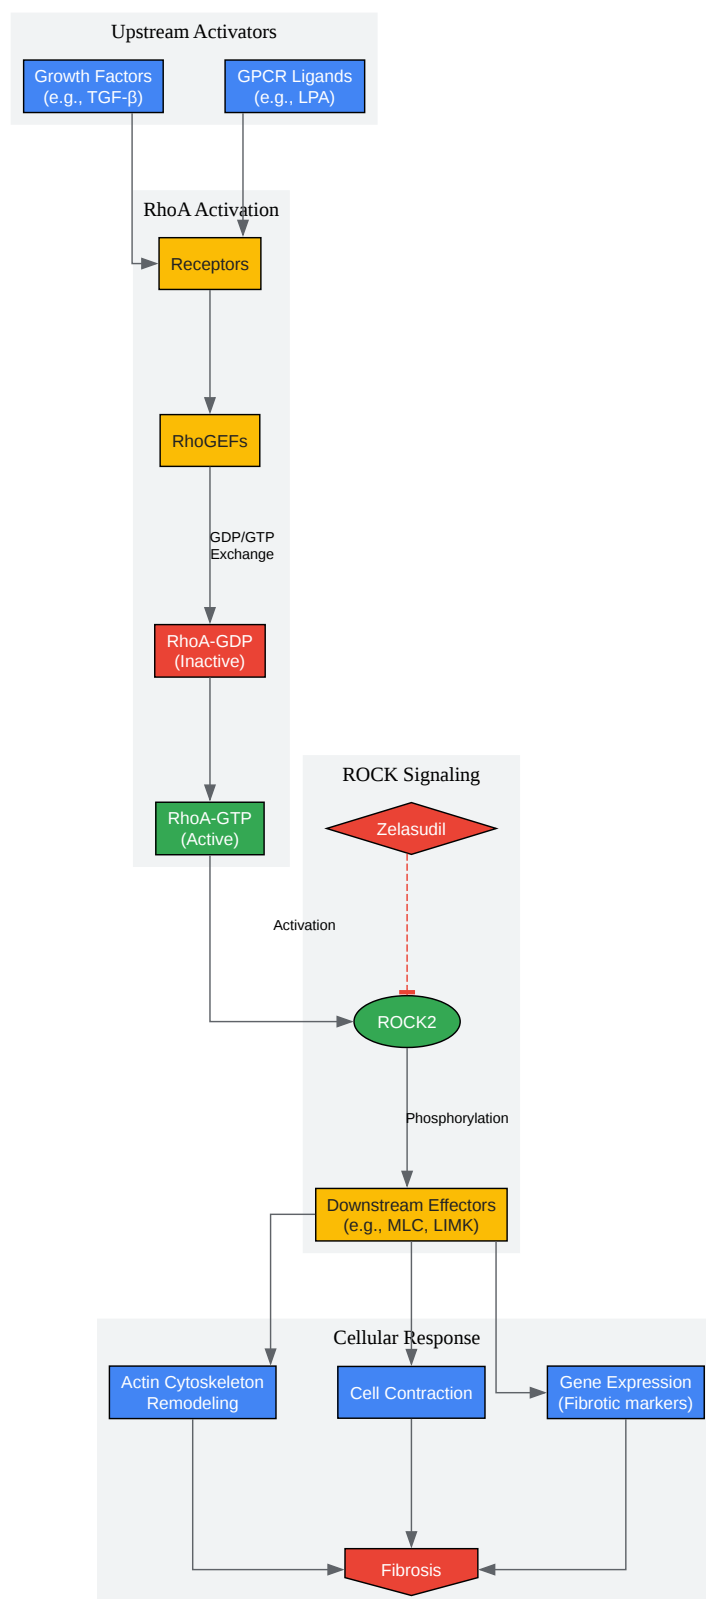 Upstream Activators
Growth Factors
(e.g., TGF-β)
GPCR Ligands
(e.g., LPA)
RhoA Activation
Receptors
RhoGEFs
GDP/GTP
Exchange
RhoA-GDP
(Inactive)
RhoA-GTP
(Active)
ROCK Signaling
Zelasudil
Activation
ROCK2
Phosphorylation
Downstream Effectors
(e.g., MLC, LIMK)
Cellular Response
Actin Cytoskeleton
Remodeling
Cell Contraction
Gene Expression
(Fibrotic markers)
Fibrosis